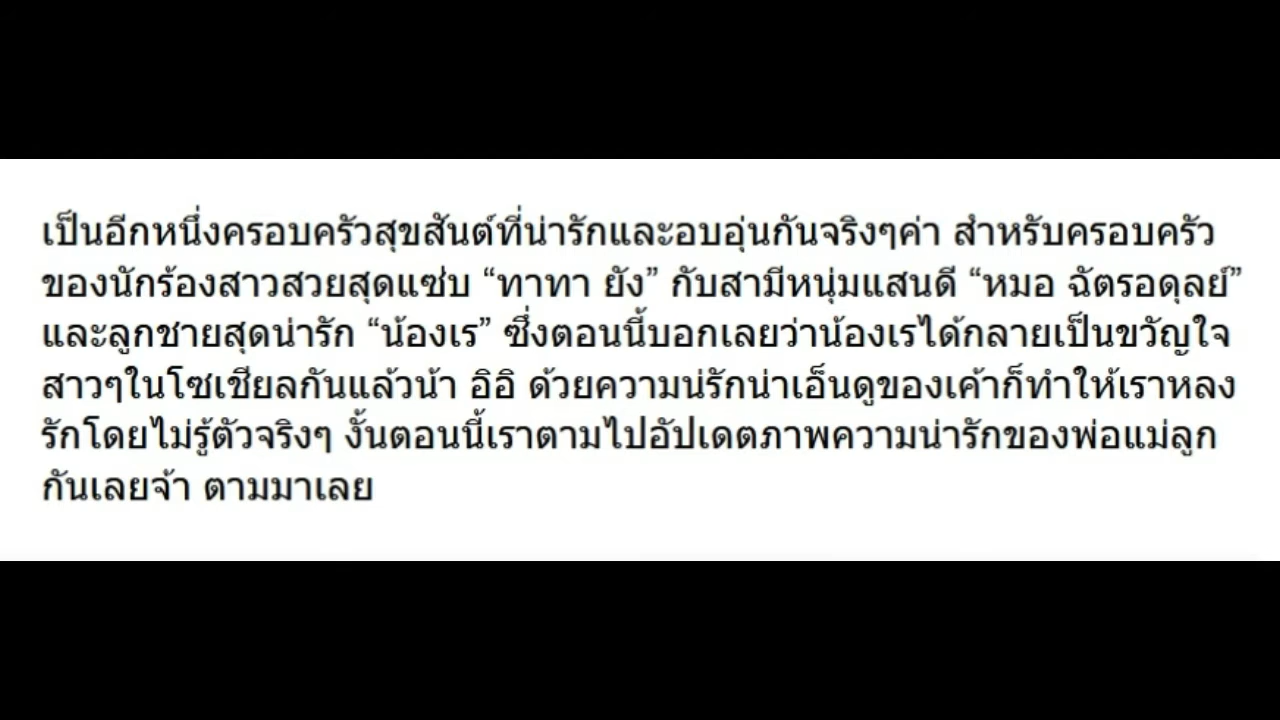 เป็นอีกหนึ่งครอบครัวสุขสันต์ที่น่ารักและอบอุ่นกันจริงๆค่า สำหรับครอบครัว
ของนักร้องสาวสวยสุดแซ่บ “ทาทา ยัง” กับสามีหนุ่มแสนดี “หมอ ฉัตรอดุลย์”
และลูกชายสุดน่ารัก “น้องเร” ซึ่งตอนนี้บอกเลยว่าน้องเรได้กลายเป็นขวัญใจ
สาวๆในโซเชียลกันแล้วน้า อิอิ ด้วยความน่รักน่าเอ็นดูของเค้าก็ทำให้เราหลง
รักโดยไม่รู้ตัวจริงๆ งั้นตอนนี้เราตามไปอัปเดตภาพความน่ารักของพ่อแม่ลูก
กันเลยจ้า ตามมาเลย